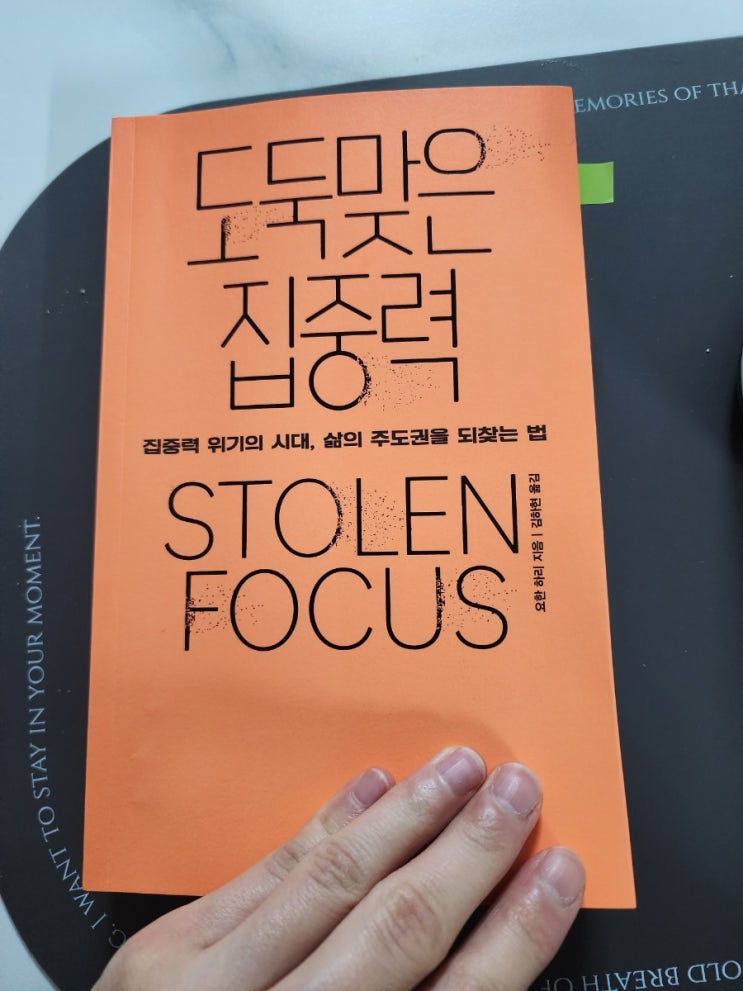 도둑맞은
집중력
집중력 위기의 시대, 삶의 주도권을 되찾는 법
STOLEN
FOCUS
요한 하리 지음 | 김하현 옮김
EMORIES OF THA
C. I WANT TO STAY IN YOUR MOMENT.
OLD BREATH OF